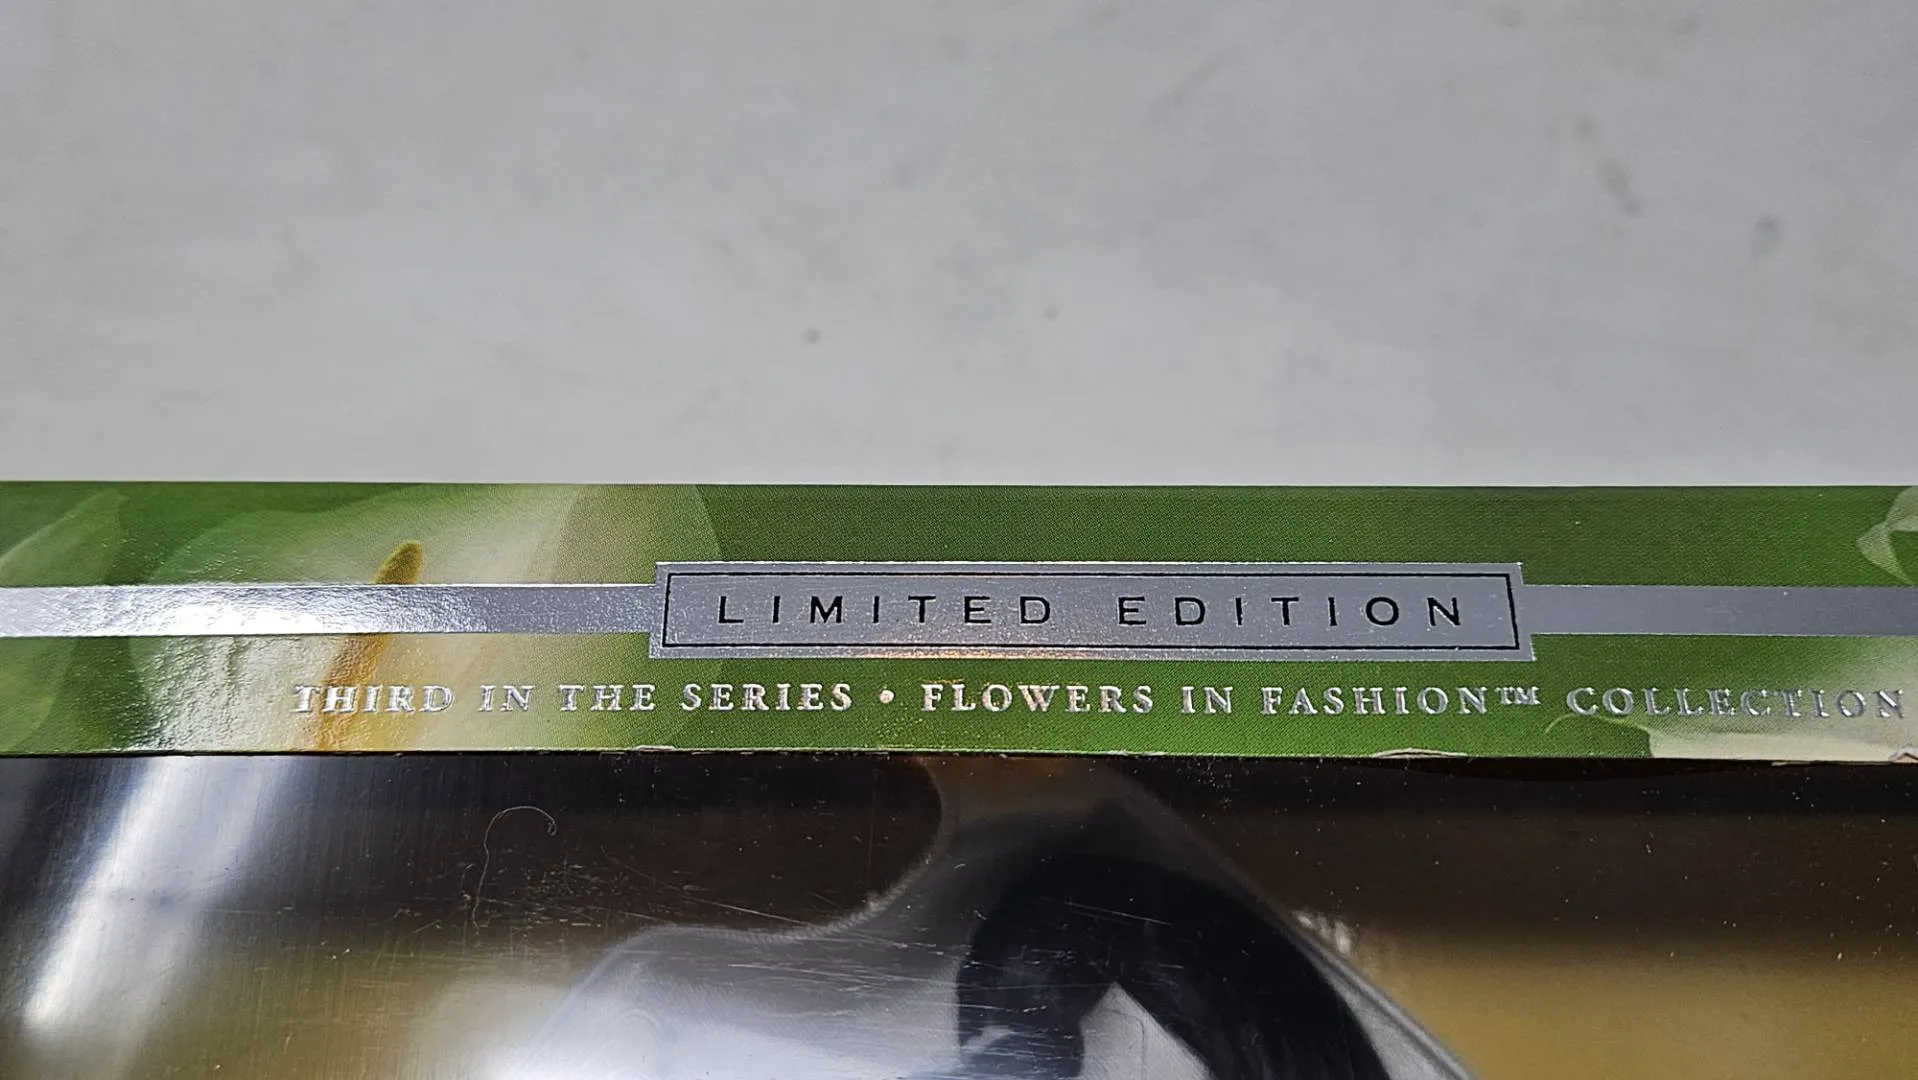 LIMITED EDITION
THIRD IN THE SERIES • FLOWERS IN FASHION™ COLLECTION